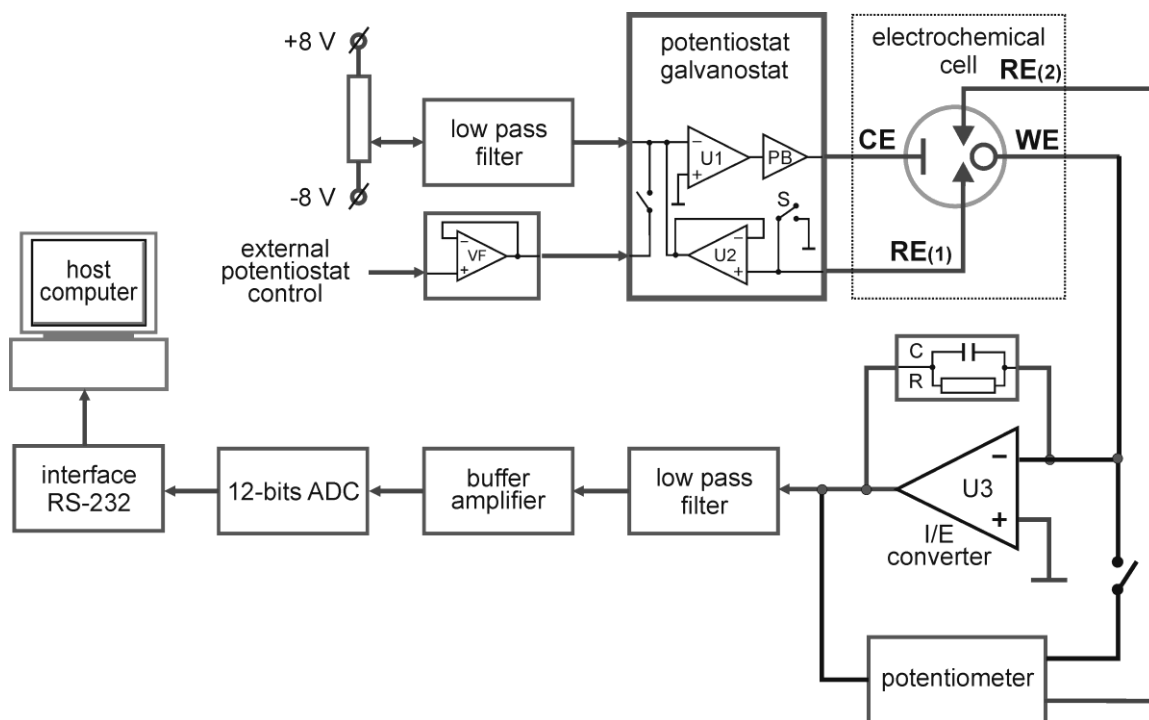 +8 V
-8 V
low pass
filter
external
potentiostat
control
−
VF
+
potentiostat
galvanostat
−
U1
+
PB
S
−
U2
+
electrochemical
cell
RE(2)
CE
WE
RE(1)
host
computer
interface
RS-232
12-bits ADC
buffer
amplifier
low pass
filter
C
R
−
U3
+
I/E
converter
potentiometer